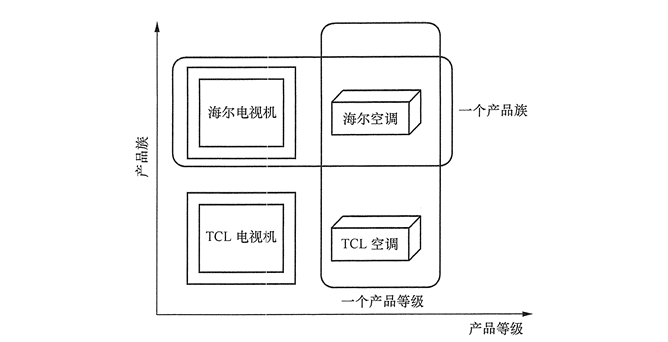 海尔电视机
海尔空调
一个产品族
产品族
TCL 电视机
TCL 空调
一个产品等级
产品等级